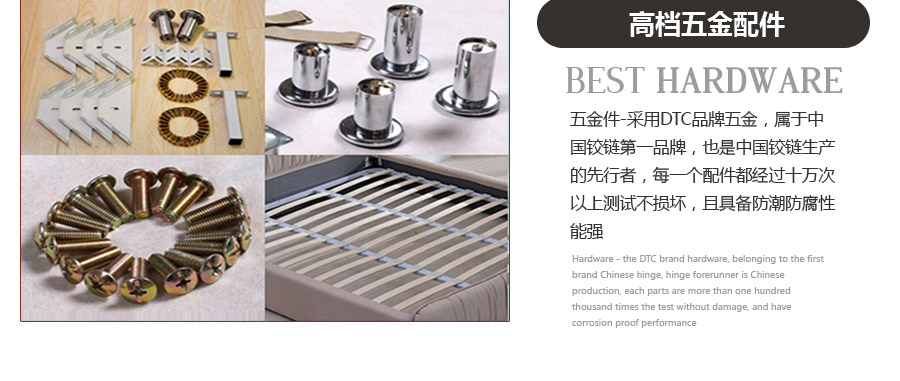 高档五金配件
BEST HARDWARE
五金件-采用DTC品牌五金，属于中
国铰链第一品牌，也是中国铰链生产
的先行者，每一个配件都经过十万次
以上测试不损坏，且具备防潮防腐性
能强
Hardware - the DTC brand hardware, belonging to the first
brand Chinese hinge, hinge forerunner is Chinese
production, each parts are more than one hundred
thousand times the test without damage, and have
corrosion proof performance